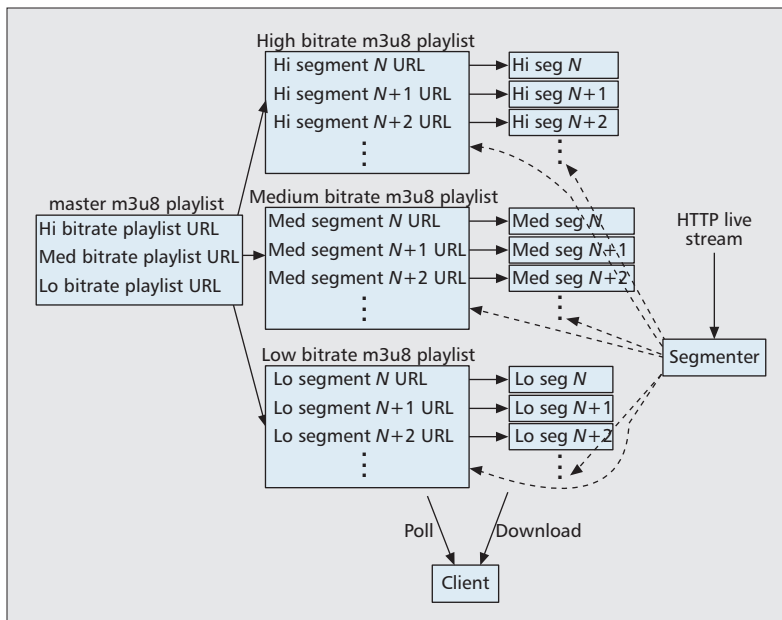 High bitrate m3u8 playlist
Hi segment N URL
Hi segment N+1 URL
Hi segment N+2 URL
Hi seg N
Hi seg N+1
Hi seg N+2
master m3u8 playlist
Hi bitrate playlist URL
Med bitrate playlist URL
Lo bitrate playlist URL
Medium bitrate m3u8 playlist
Med segment N URL
Med segment N+1 URL
Med segment N+2 URL
Med seg N
Med seg N+1
Med seg N+2
HTTP live
stream
Segmenter
Low bitrate m3u8 playlist
Lo segment N URL
Lo segment N+1 URL
Lo segment N+2 URL
Lo seg N
Lo seg N+1
Lo seg N+2
Poll
Download
Client